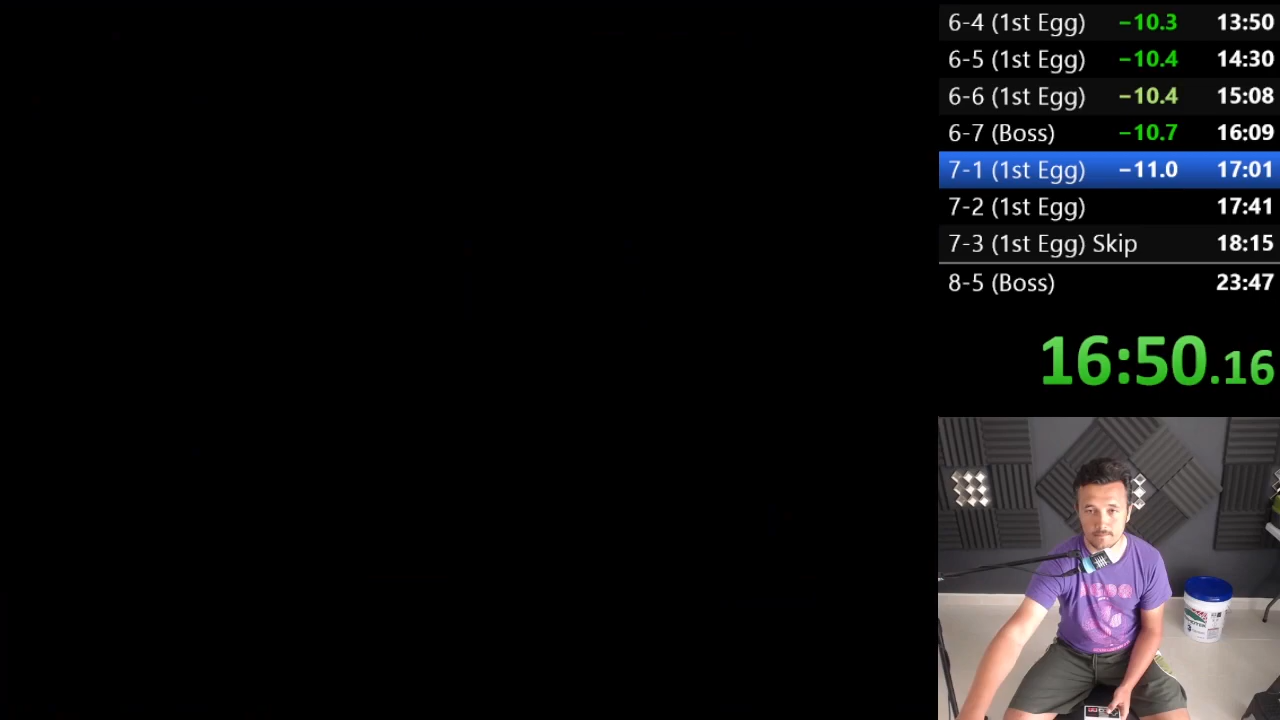 6-4 (1st Egg) −10.3 13:50
6-5 (1st Egg) −10.4 14:30
6-6 (1st Egg) −10.4 15:08
6-7 (Boss) −10.7 16:09
7-1 (1st Egg) −11.0 17:01
7-2 (1st Egg) 17:41
7-3 (1st Egg) Skip 18:15
8-5 (Boss) 23:47
16:50.16